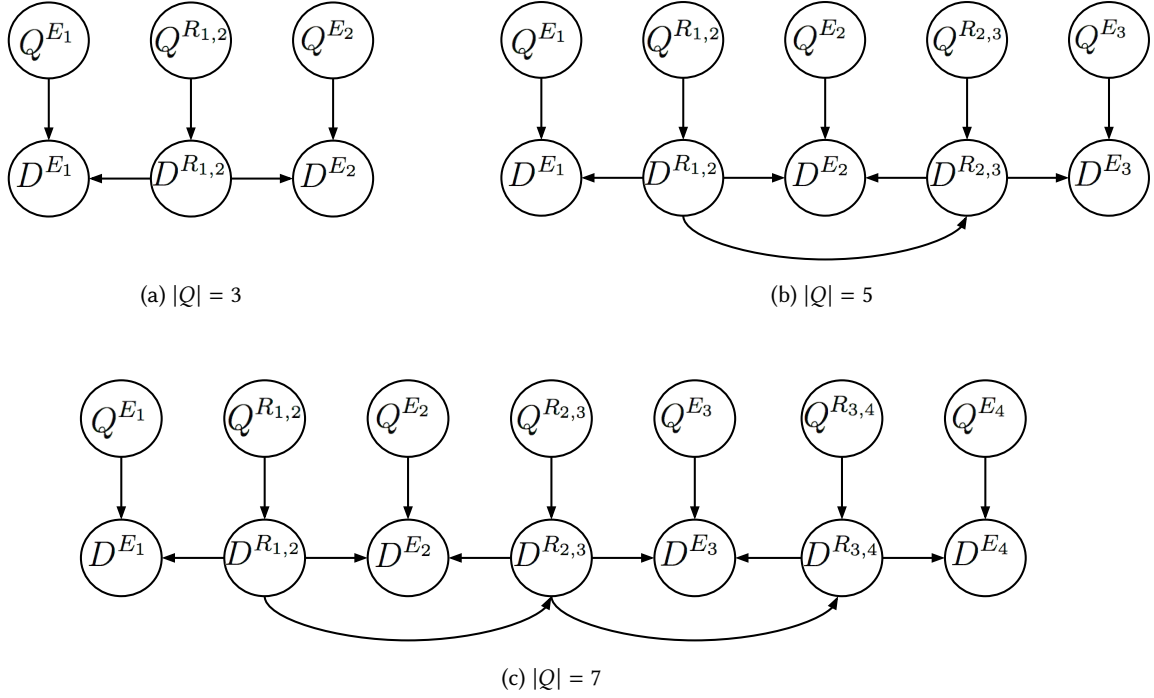 Q^{E_1} Q^{R_{1,2}} Q^{E_2} Q^{E_1} Q^{R_{1,2}} Q^{E_2} Q^{R_{2,3}} Q^{E_3}
D^{E_1} D^{R_{1,2}} D^{E_2} D^{E_1} D^{R_{1,2}} D^{E_2} D^{R_{2,3}} D^{E_3}
(a) |Q| = 3 (b) |Q| = 5
Q^{E_1} Q^{R_{1,2}} Q^{E_2} Q^{R_{2,3}} Q^{E_3} Q^{R_{3,4}} Q^{E_4}
D^{E_1} D^{R_{1,2}} D^{E_2} D^{R_{2,3}} D^{E_3} D^{R_{3,4}} D^{E_4}
(c) |Q| = 7